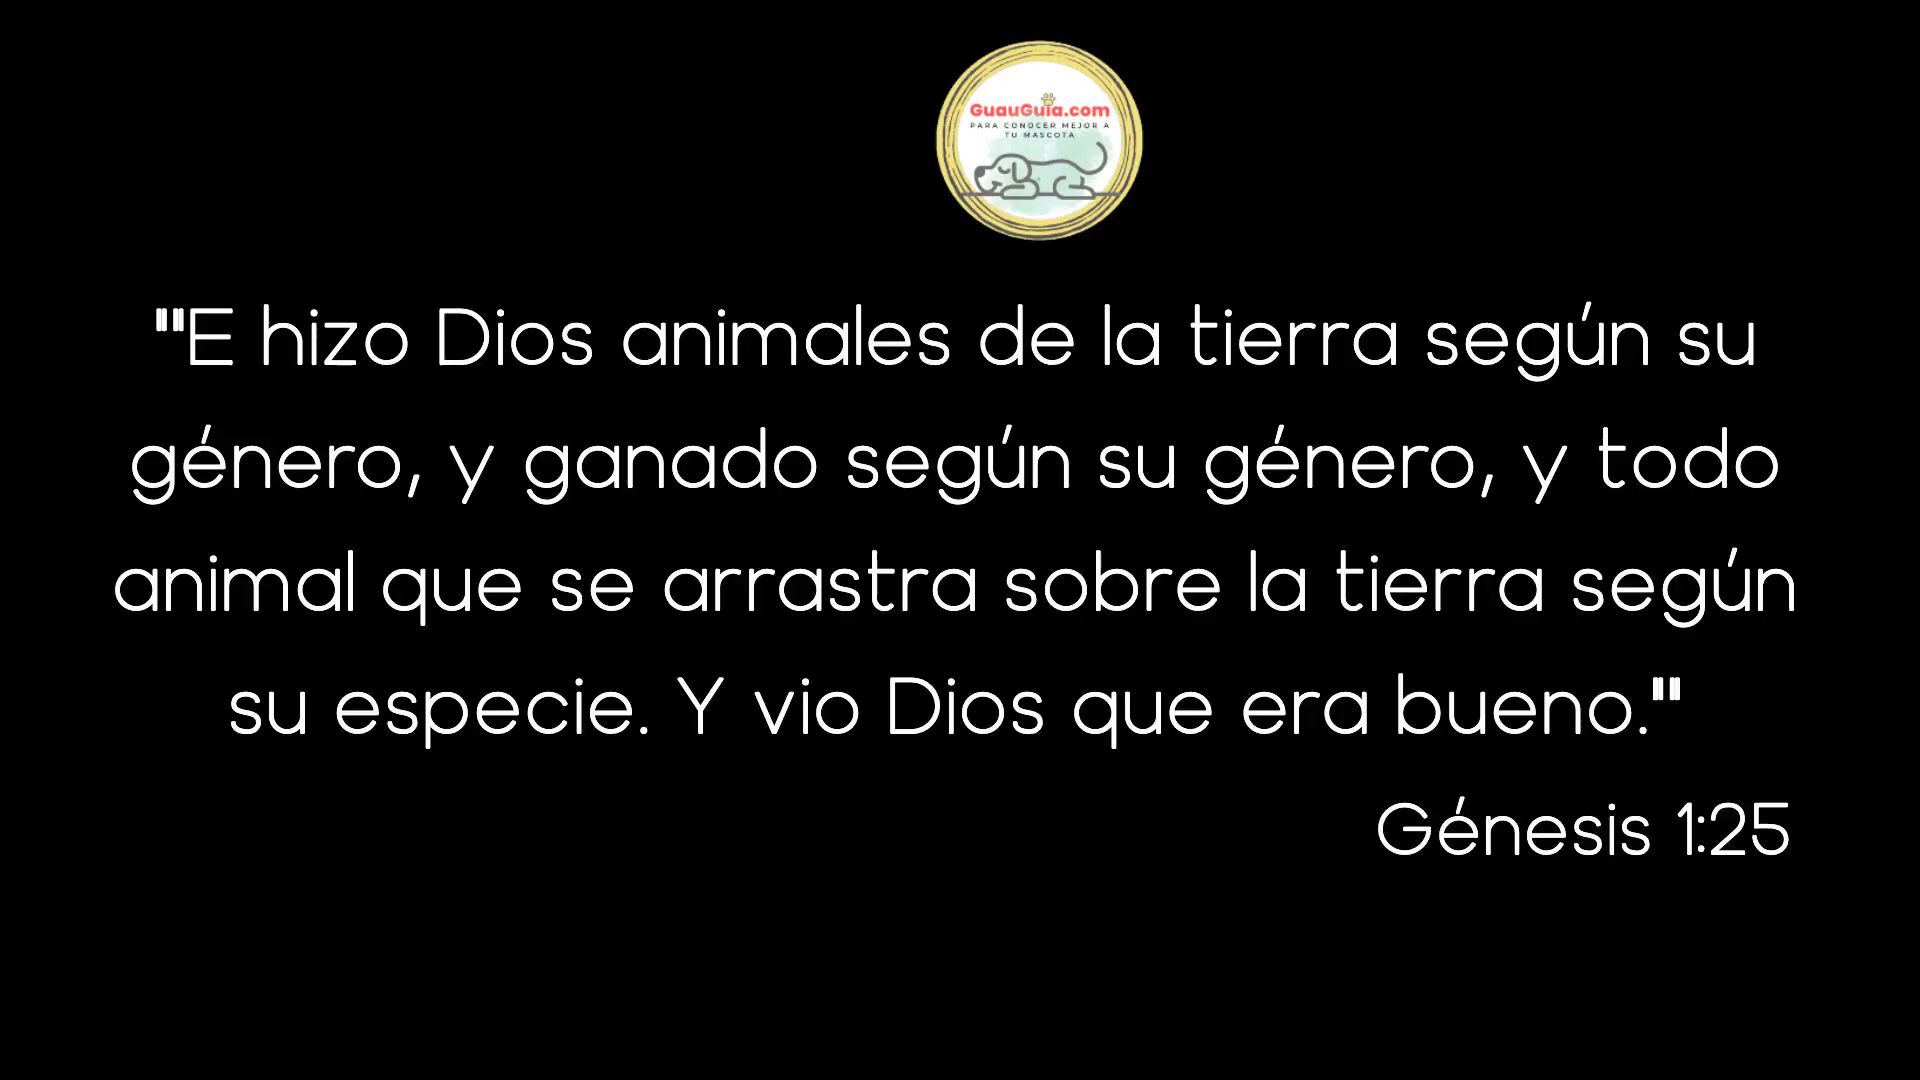 GuauGuia.com
PARA CONOCER MEJOR A
TU MASCOTA
""E hizo Dios animales de la tierra según su
género, y ganado según su género, y todo
animal que se arrastra sobre la tierra según
su especie. Y vio Dios que era bueno.""
Génesis 1:25